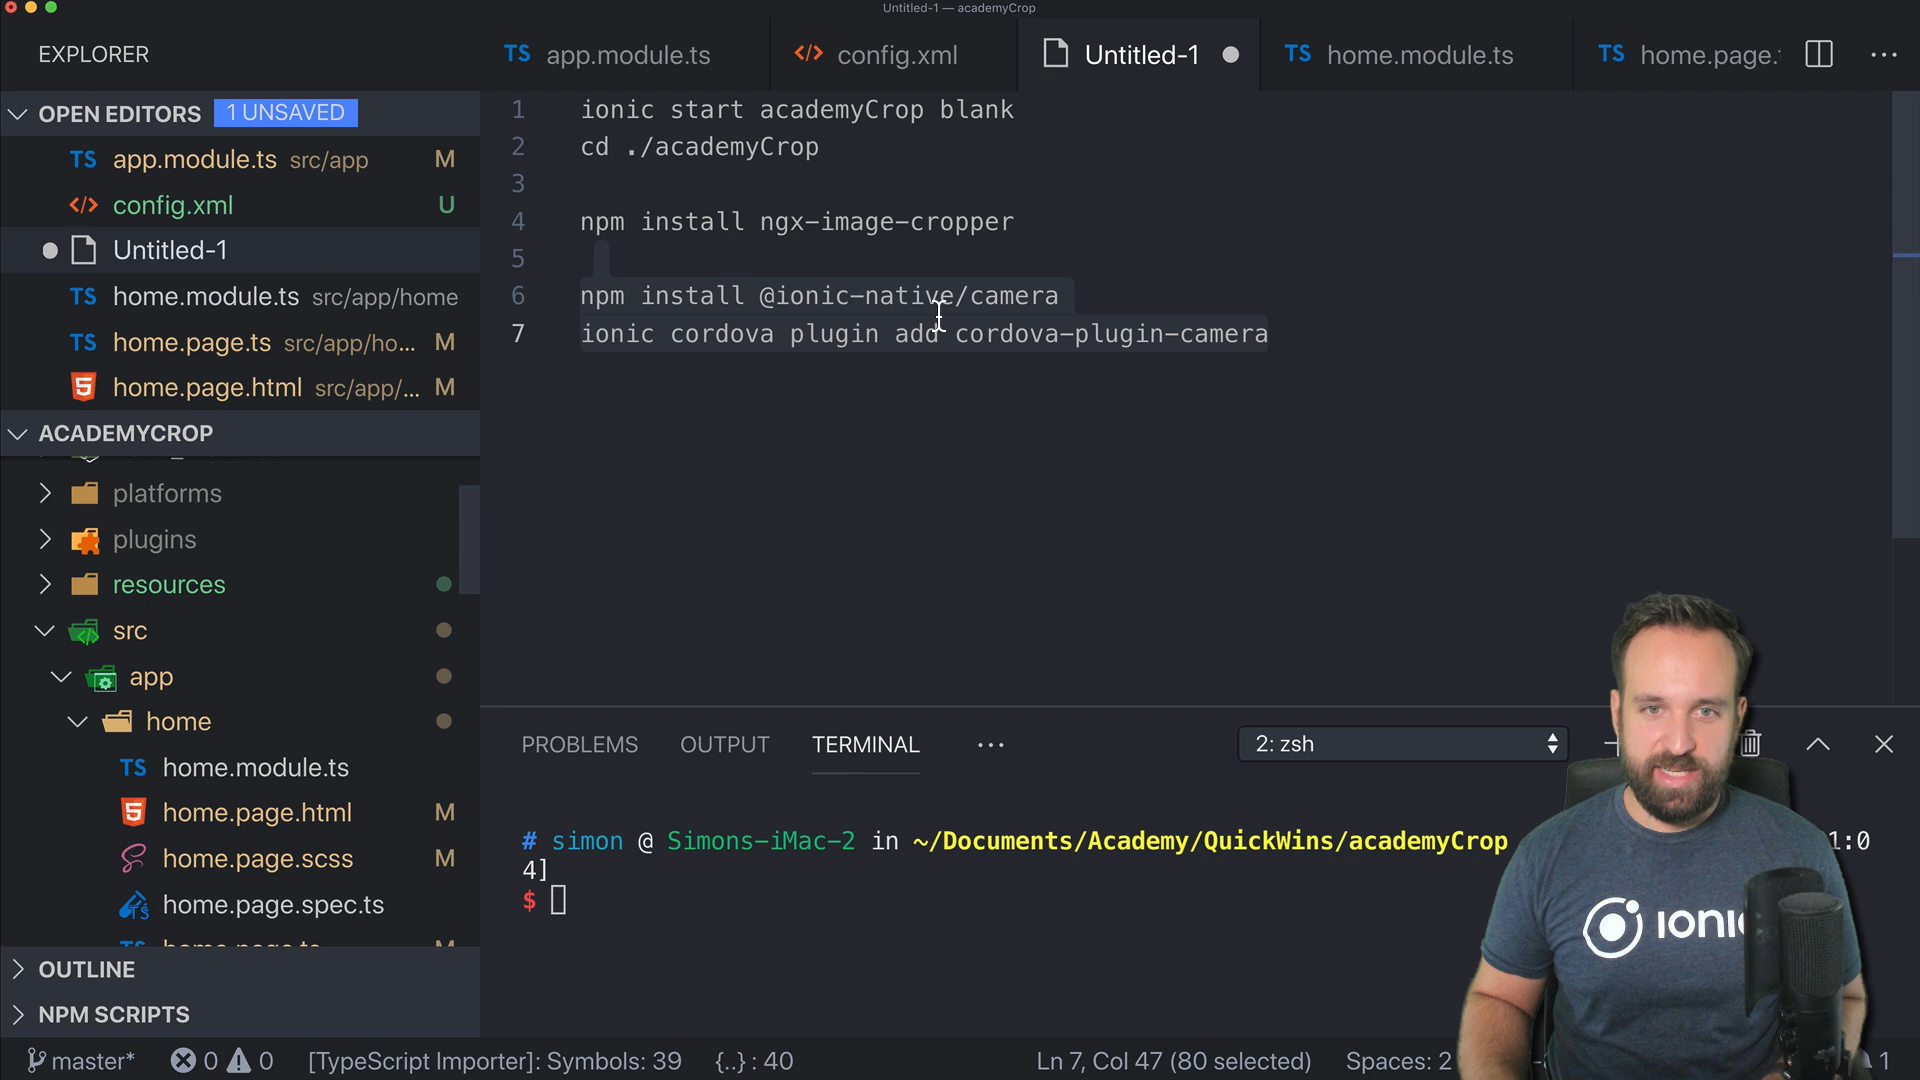 Untitled-1 — academyCrop
EXPLORER
app.module.ts
config.xml
Untitled-1
home.module.ts
home.page.
OPEN EDITORS 1 UNSAVED
TS app.module.ts src/app M
config.xml U
Untitled-1
TS home.module.ts src/app/home
TS home.page.ts src/app/ho... M
home.page.html src/app/... M
ACADEMYCROP
platforms
plugins
resources
src
app
home
TS home.module.ts
home.page.html M
home.page.scss M
home.page.spec.ts
OUTLINE
NPM SCRIPTS
1 ionic start academyCrop blank
2 cd ./academyCrop
3
4 npm install ngx-image-cropper
5
6 npm install @ionic-native/camera
7 ionic cordova plugin add cordova-plugin-camera
PROBLEMS OUTPUT TERMINAL ... 2: zsh
# simon @ Simons-iMac-2 in ~/Documents/Academy/QuickWins/academyCrop 1:0
4]
$
IONIC
master* 0 0 [TypeScript Importer]: Symbols: 39 {..} : 40 Ln 7, Col 47 (80 selected) Spaces: 2 1